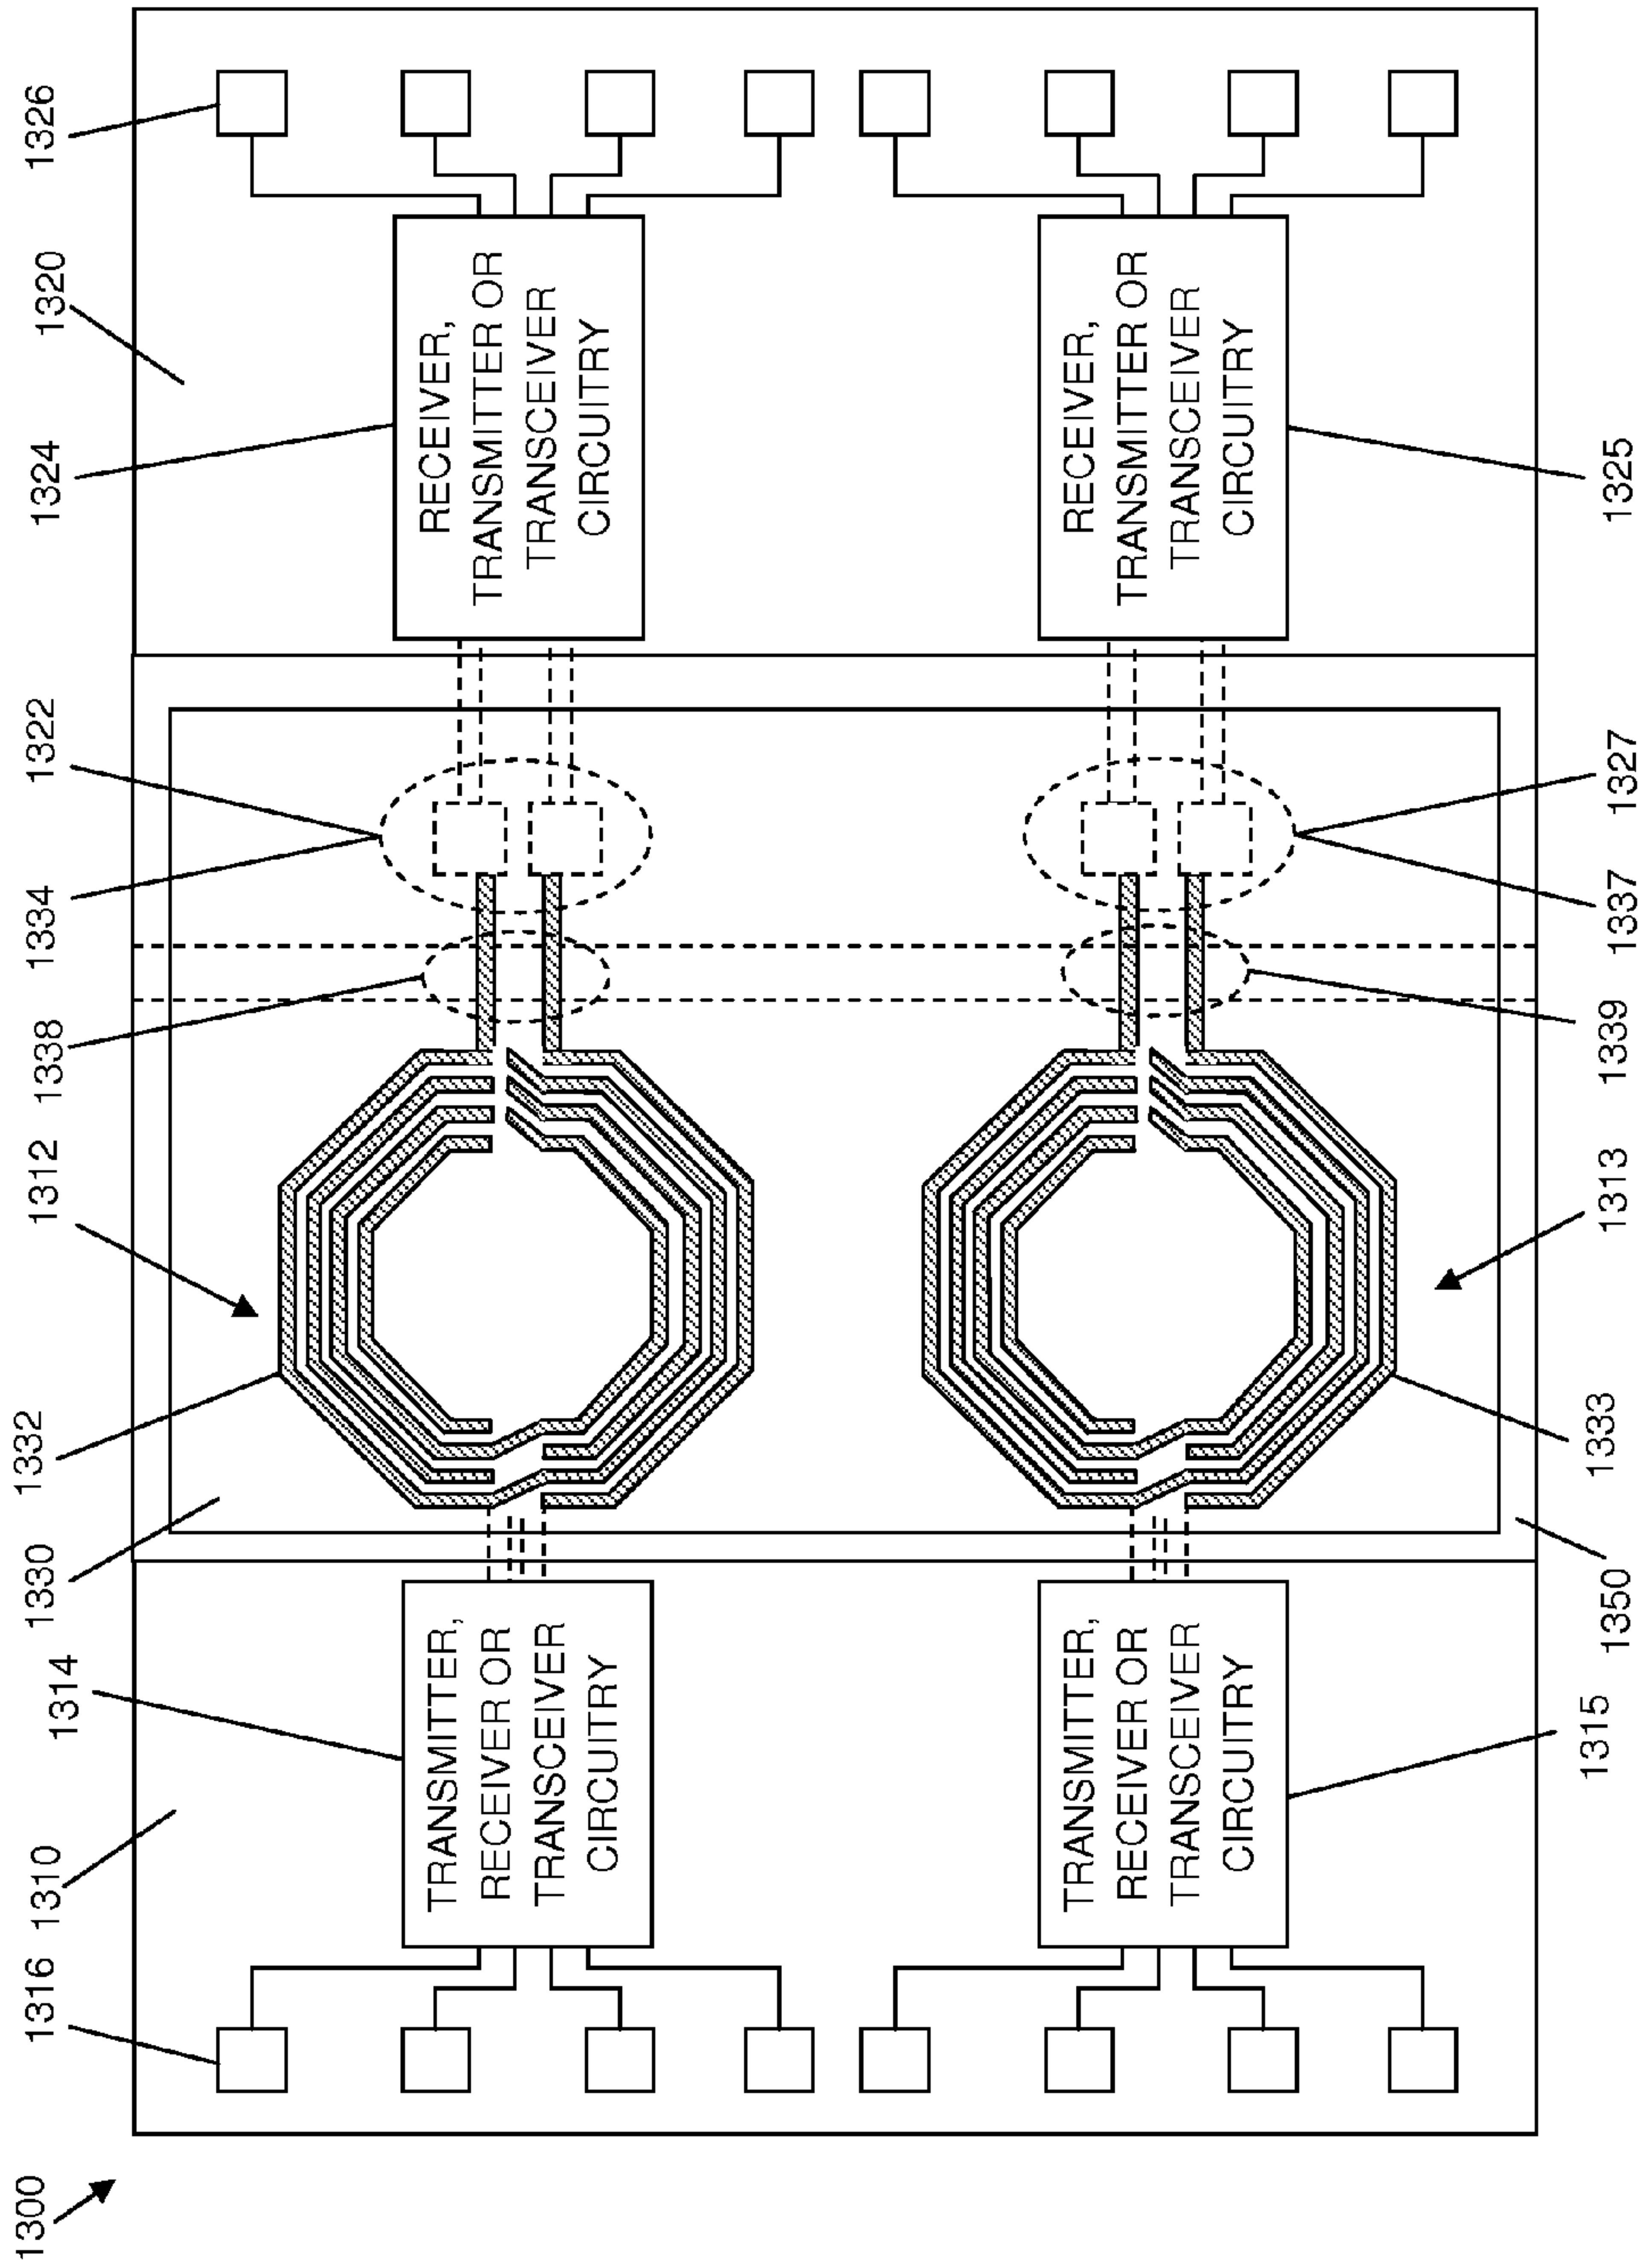 1300
1316
1310
1314
1330
1332
1312
1338
1334
1322
1324
1320
1326
TRANSMITTER,
RECEIVER OR
TRANSCEIVER
CIRCUITRY
RECEIVER,
TRANSMITTER OR
TRANSCEIVER
CIRCUITRY
TRANSMITTER,
RECEIVER OR
TRANSCEIVER
CIRCUITRY
RECEIVER,
TRANSMITTER OR
TRANSCEIVER
CIRCUITRY
1315
1350
1333
1313
1339
1337
1327
1325